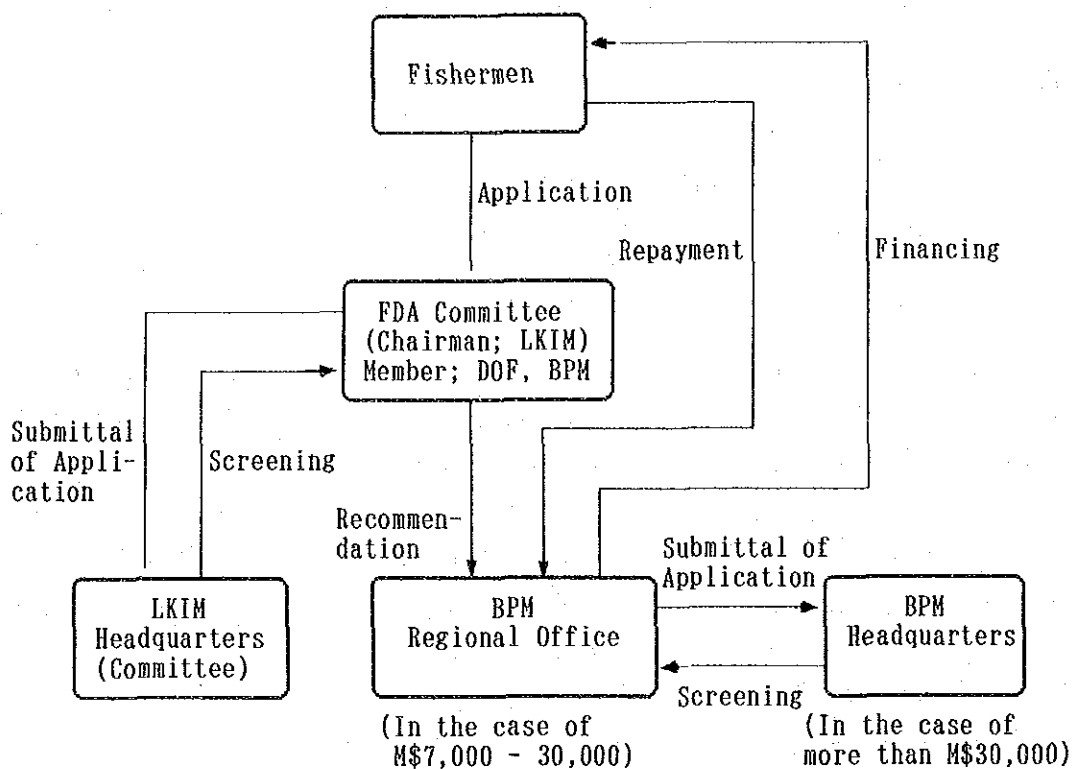 Fishermen
Application
Repayment
Financing
FDA Committee
(Chairman; LKIM)
Member; DOF, BPM
Submittal
of Appli-
cation
Screening
Recommen-
dation
Submittal of
Application
LKIM
Headquarters
(Committee)
BPM
Regional Office
BPM
Headquarters
Screening
(In the case of
M$7,000 - 30,000)
(In the case of
more than M$30,000)